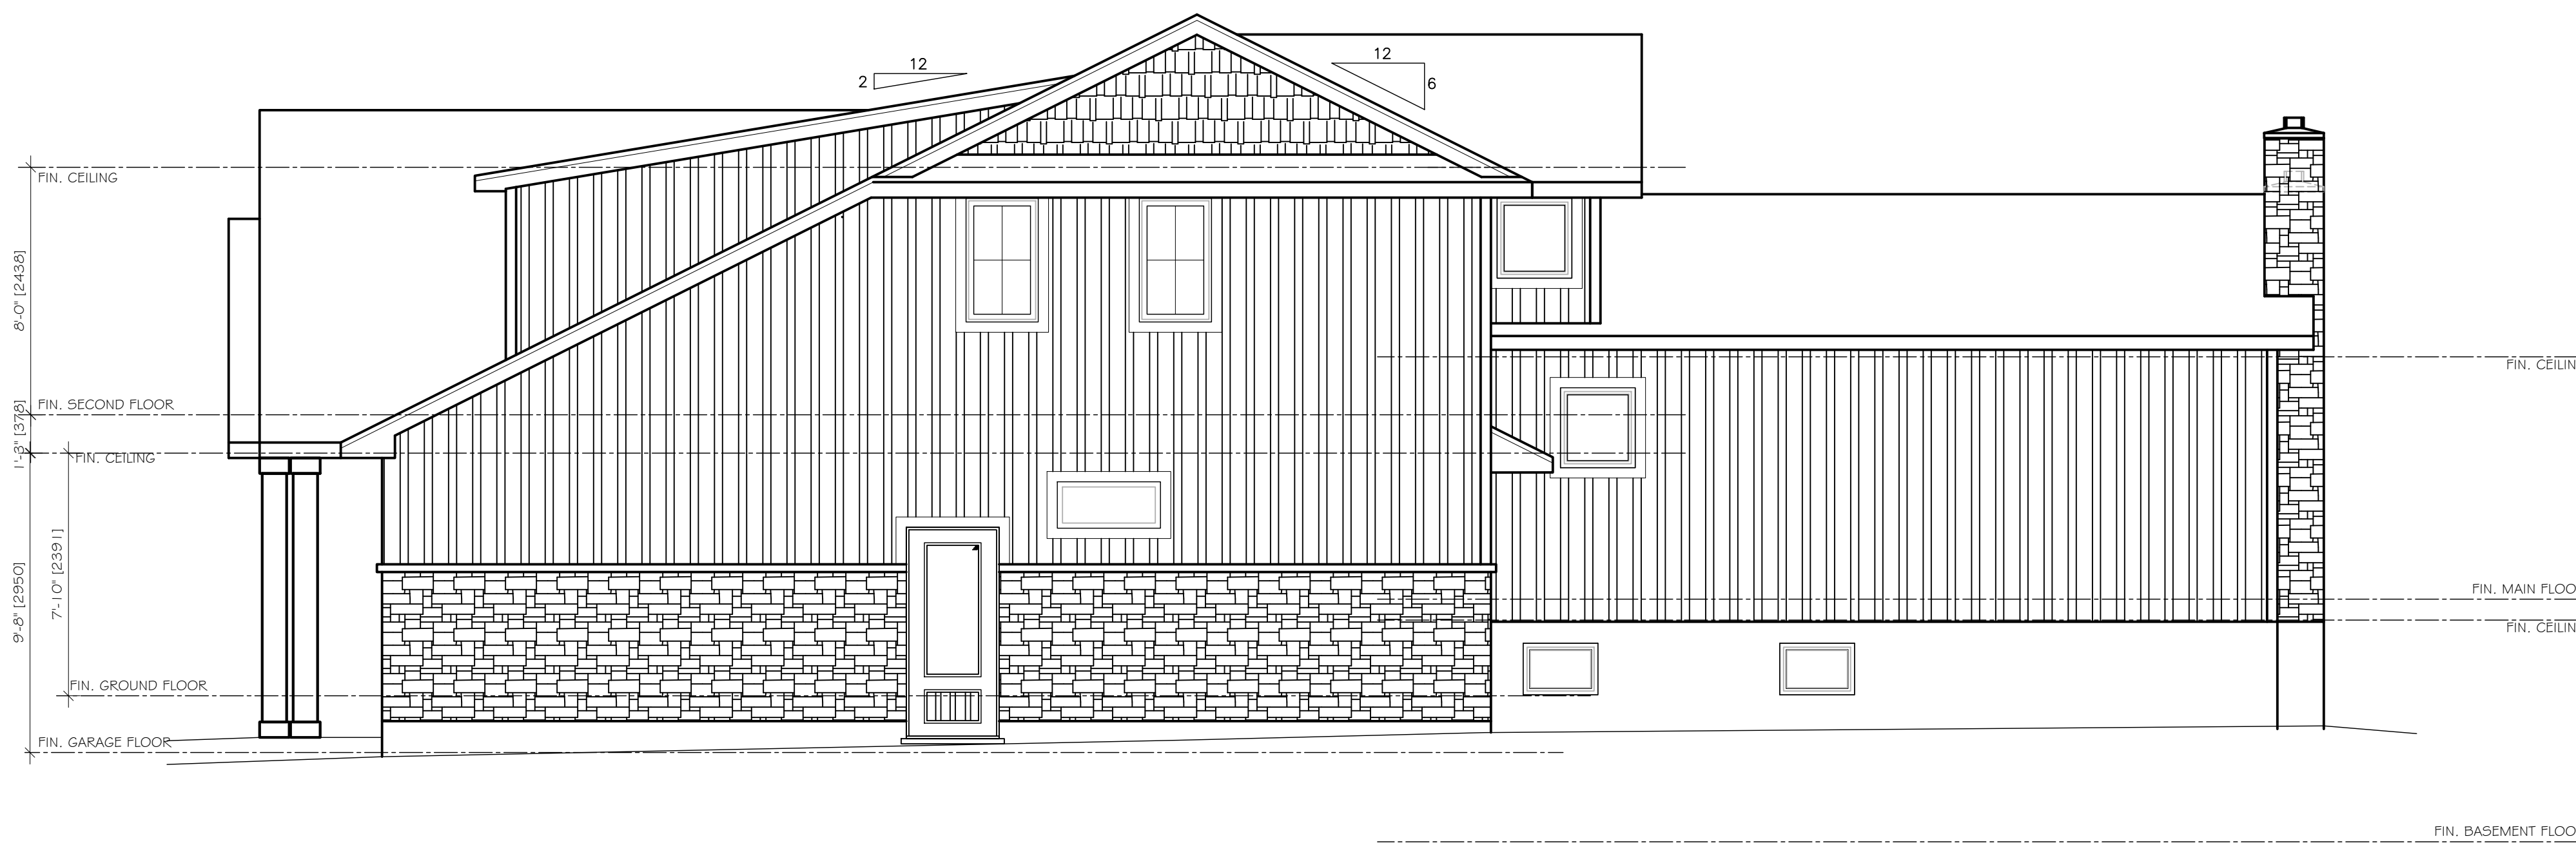 12
2
12
6
FIN. CEILING
8'-0" [2438]
FIN. CEILIN
FIN. SECOND FLOOR
1'-3" [378]
FIN. CEILING
9'-8" [2950]
7'-10" [2391]
FIN. MAIN FLOO
FIN. CEILIN
FIN. GROUND FLOOR
FIN. GARAGE FLOOR
FIN. BASEMENT FLOO